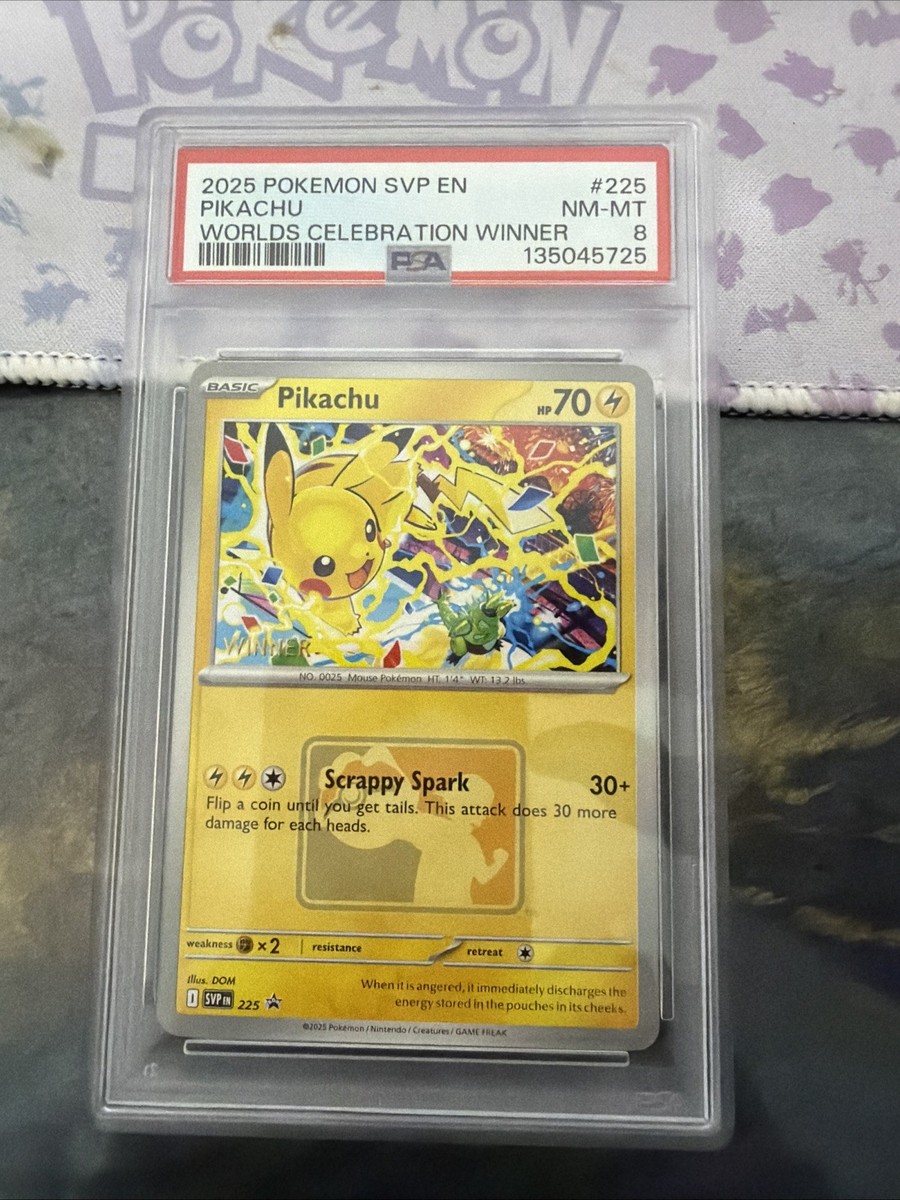 POKÉMON
2025 POKEMON SVP EN #225
PIKACHU NM-MT
WORLDS CELEBRATION WINNER 8
PSA 135045725
BASIC Pikachu HP 70
WINNER
NO. 0025 Mouse Pokémon HT: 1'4" WT: 13.2 lbs.
Scrappy Spark 30+
Flip a coin until you get tails. This attack does 30 more
damage for each heads.
weakness ×2 resistance retreat
Illus. DOM
When it is angered, it immediately discharges the
I SVP EN 225 energy stored in the pouches in its cheeks.
©2025 Pokémon / Nintendo / Creatures / GAME FREAK
PSA